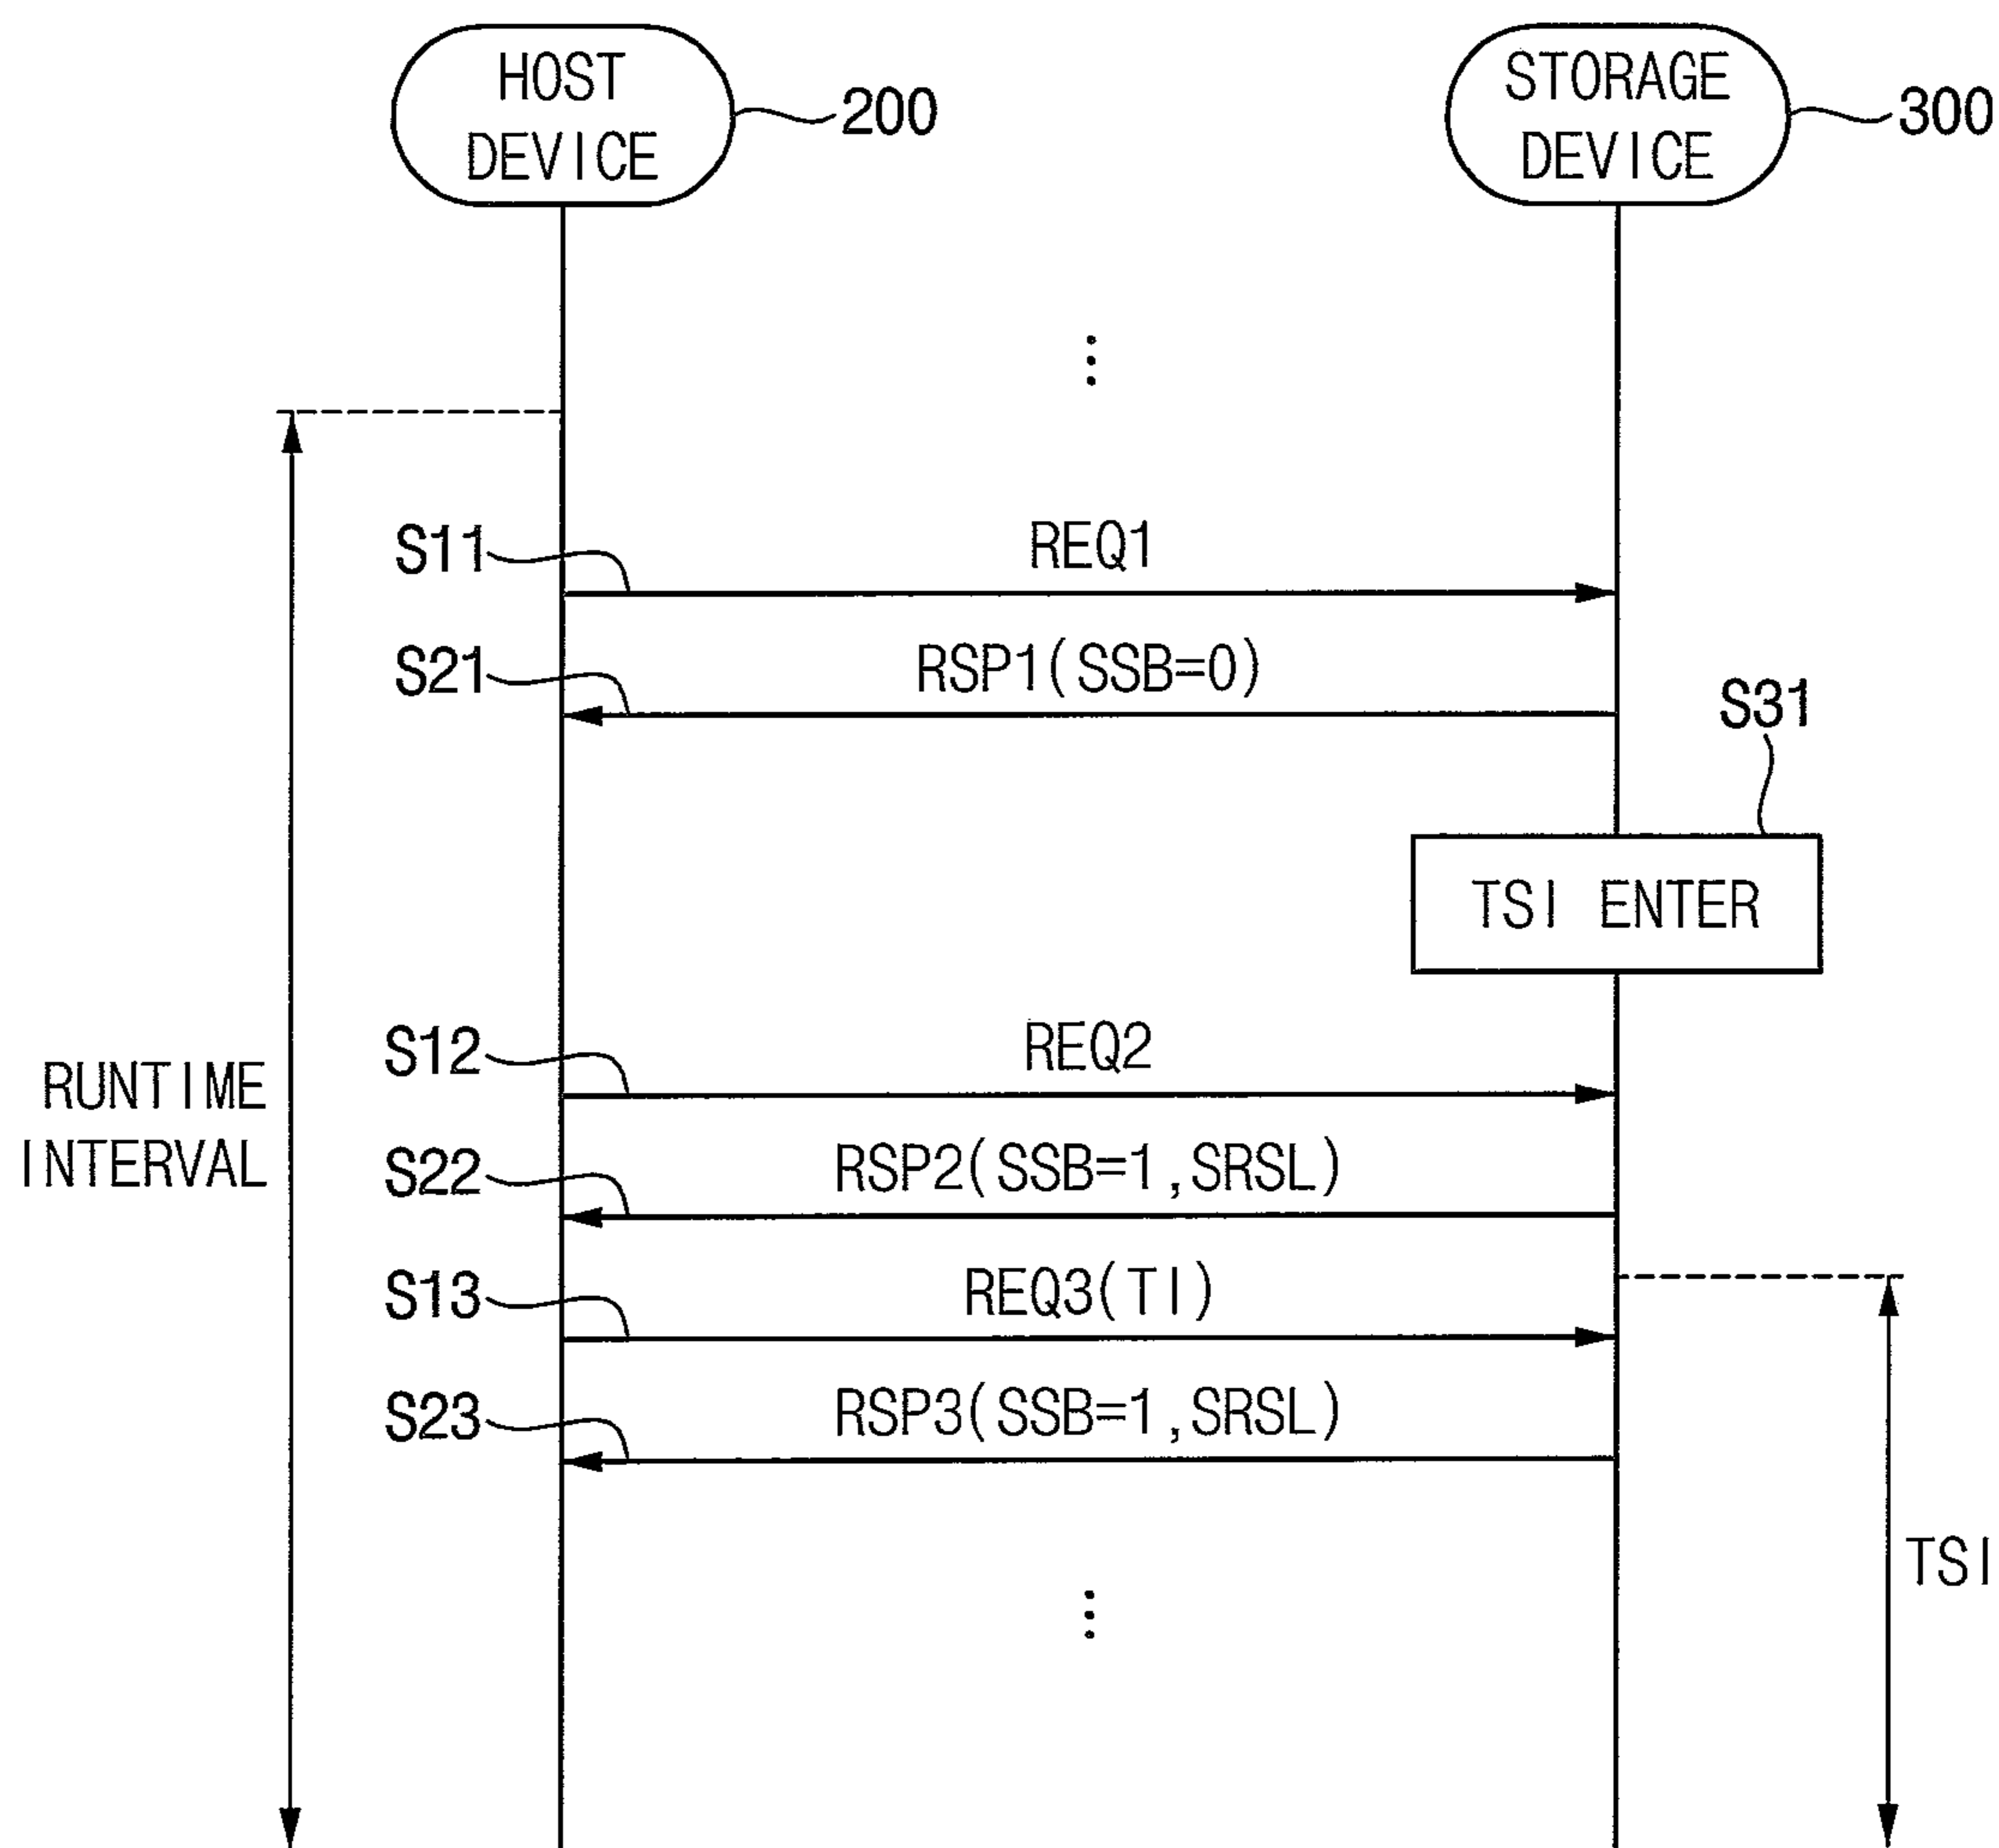 HOST
DEVICE
200
STORAGE
DEVICE
300
S11
REQ1
S21
RSP1(SSB=0)
S31
TSI ENTER
S12
REQ2
RUNTIME
INTERVAL
S22
RSP2(SSB=1,SRSL)
S13
REQ3(TI)
S23
RSP3(SSB=1,SRSL)
TSI